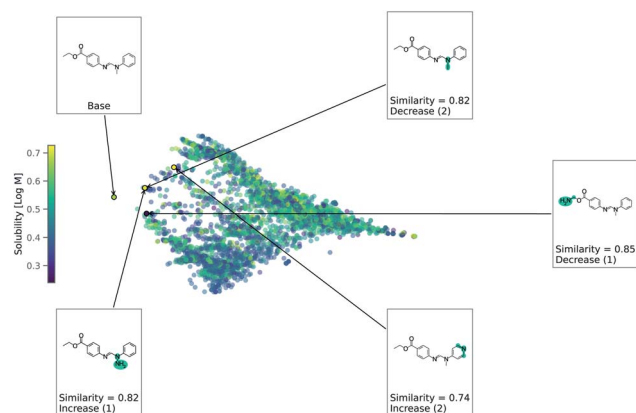 Base
Similarity = 0.82
Decrease (2)
Solubility [Log M]
0.7
0.6
0.5
0.4
0.3
Similarity = 0.85
Decrease (1)
Similarity = 0.82
Increase (1)
Similarity = 0.74
Increase (2)